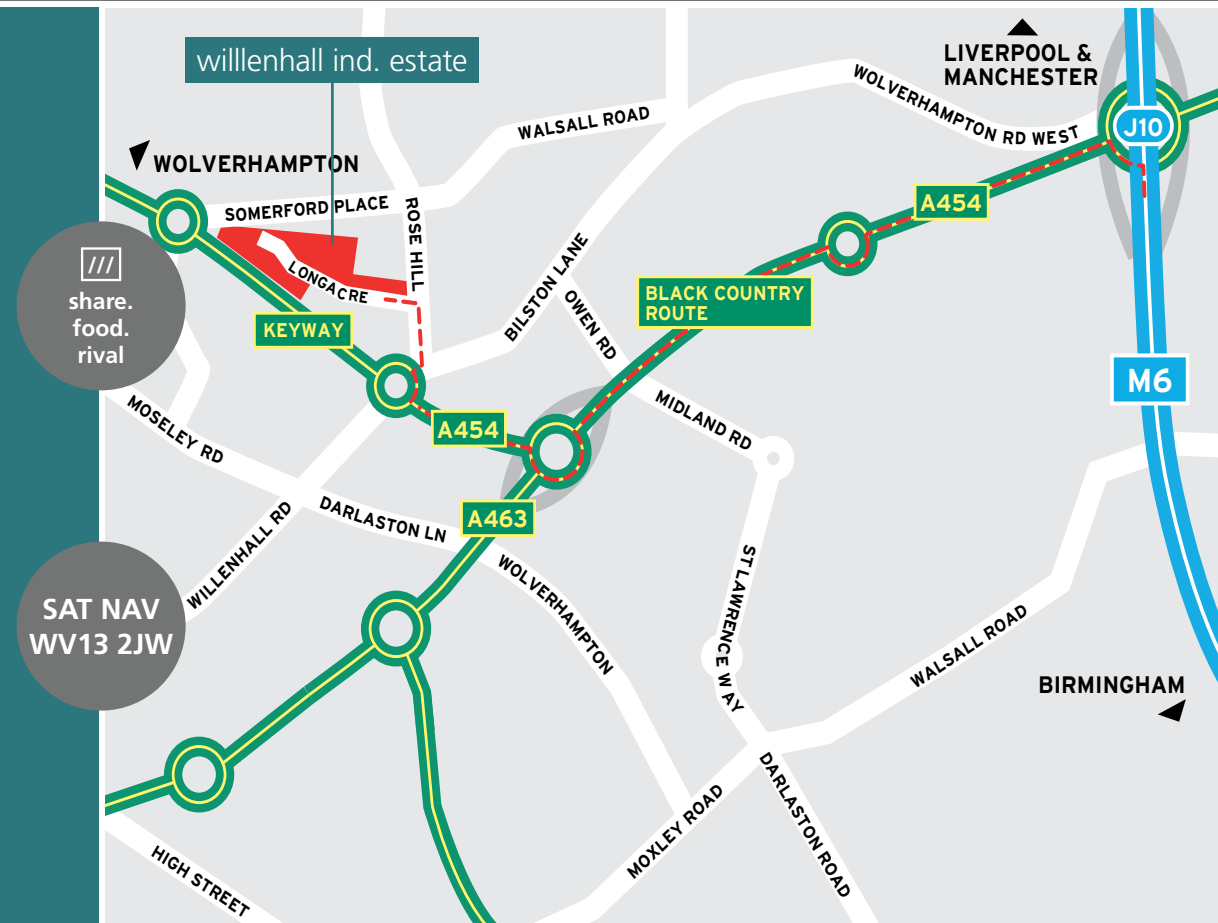 willlenhall ind. estate
LIVERPOOL &
MANCHESTER
WOLVERHAMPTON RD WEST
J10
WALSALL ROAD
WOLVERHAMPTON
SOMERFORD PLACE
ROSE HILL
A454
LONGACRE
BILSTON LANE
///
share.
food.
rival
KEYWAY
OWEN RD
BLACK COUNTRY
ROUTE
M6
MOSELEY RD
A454
MIDLAND RD
A463
DARLASTON LN
WILLENHALL RD
WOLVERHAMPTON
ST LAWRENCE WAY
SAT NAV
WV13 2JW
WALSALL ROAD
BIRMINGHAM
MOXLEY ROAD
DARLASTON ROAD
HIGH STREET